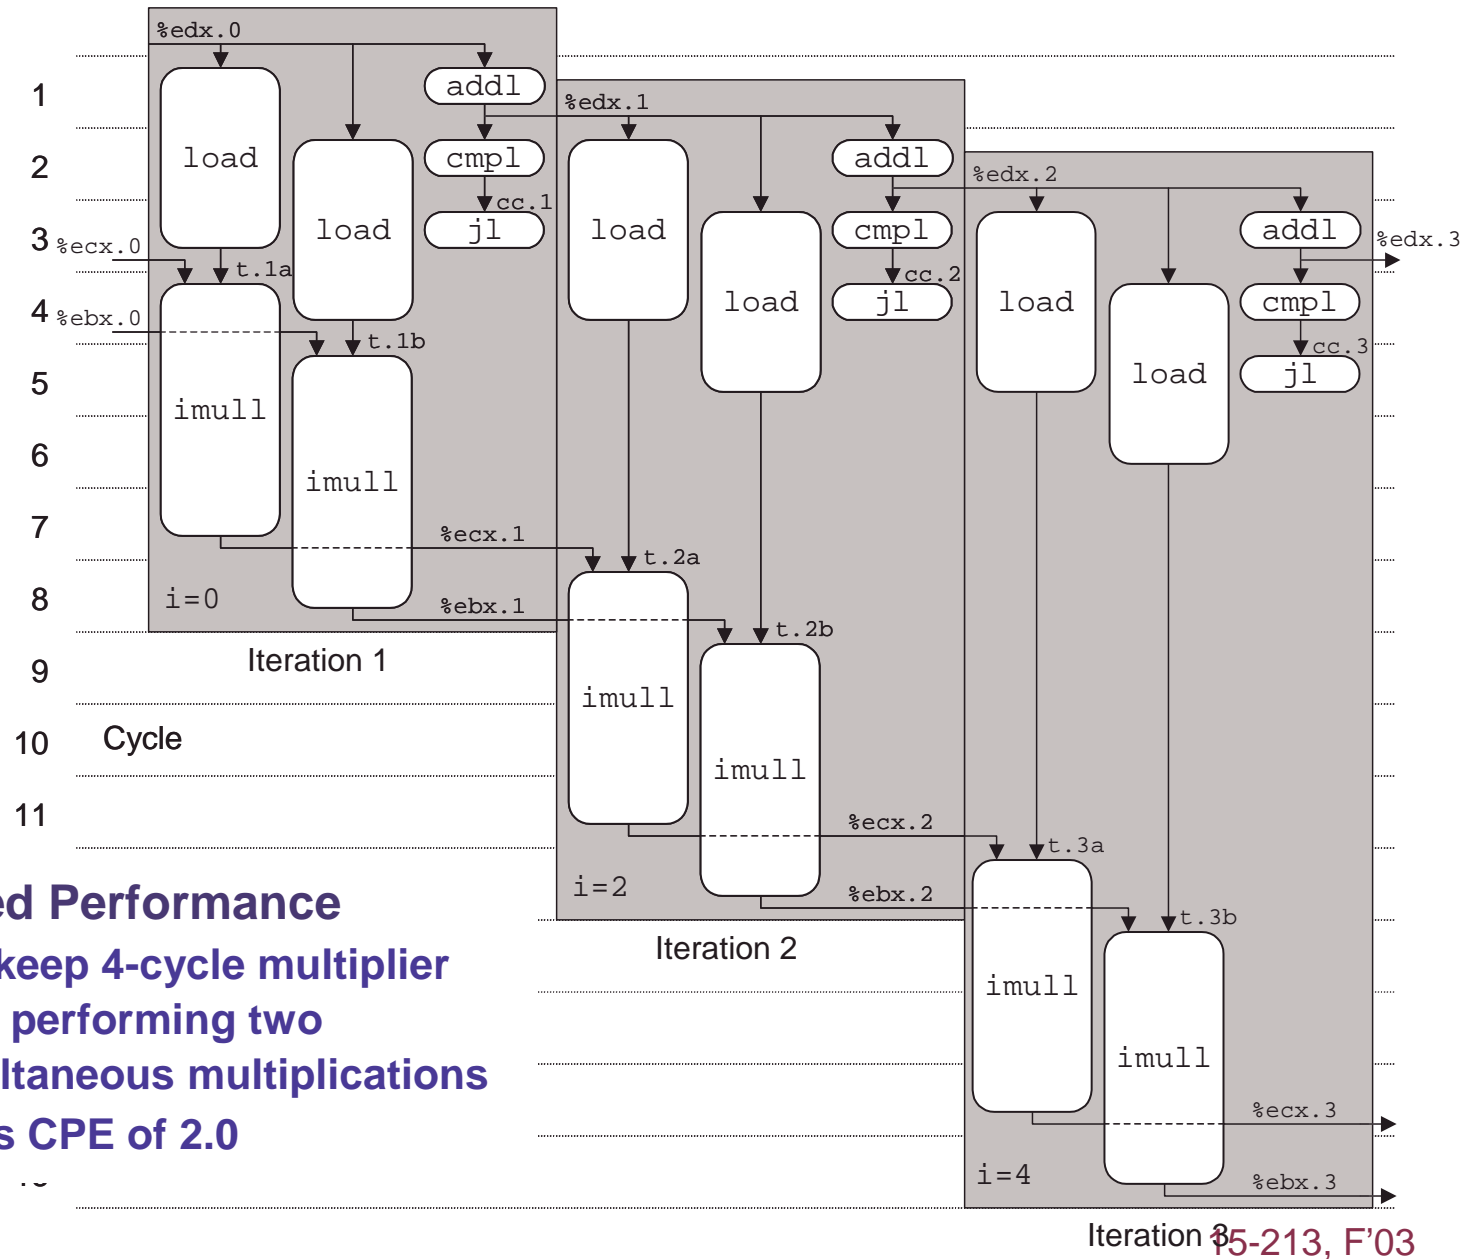 %edx.0
1
addl
%edx.1
2
load
cmpl
addl
%edx.2
cc.1
3
%ecx.0
load
jl
load
cmpl
addl
%edx.3
t.1a
cc.2
4
%ebx.0
load
jl
load
cmpl
t.1b
cc.3
5
imull
load
jl
6
imull
7
%ecx.1
t.2a
8
i=0
%ebx.1
t.2b
Iteration 1
9
imull
10
Cycle
imull
11
%ecx.2
t.3a
i=2
%ebx.2
ed Performance
t.3b
Iteration 2
keep 4-cycle multiplier
imull
performing two
imull
ltaneous multiplications
%ecx.3
s CPE of 2.0
i=4
%ebx.3
Iteration 3
15-213, F'03